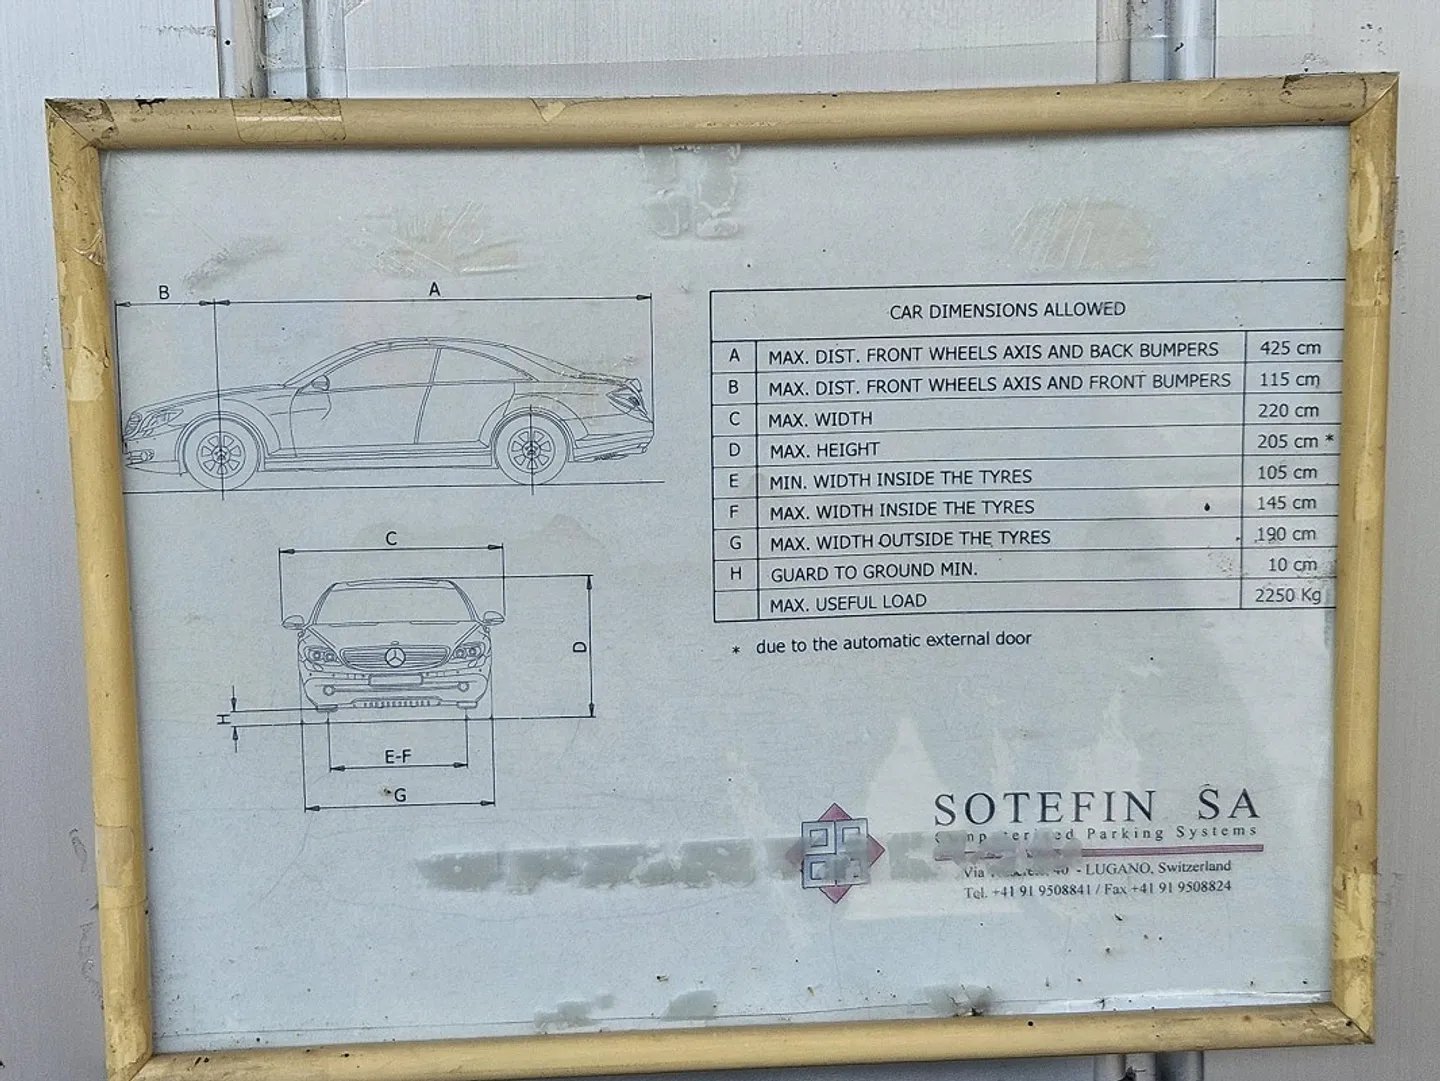 B A
CAR DIMENSIONS ALLOWED
A MAX. DIST. FRONT WHEELS AXIS AND BACK BUMPERS 425 cm
B MAX. DIST. FRONT WHEELS AXIS AND FRONT BUMPERS 115 cm
C MAX. WIDTH 220 cm
D MAX. HEIGHT 205 cm *
E MIN. WIDTH INSIDE THE TYRES 105 cm
F MAX. WIDTH INSIDE THE TYRES 145 cm
G MAX. WIDTH OUTSIDE THE TYRES 190 cm
H GUARD TO GROUND MIN. 10 cm
MAX. USEFUL LOAD 2250 Kg
* due to the automatic external door
C
D
H
E-F
G
SOTEFIN SA
Parking Systems
Via - LUGANO, Switzerland
Tel. +41 91 9508841 / Fax +41 91 9508824